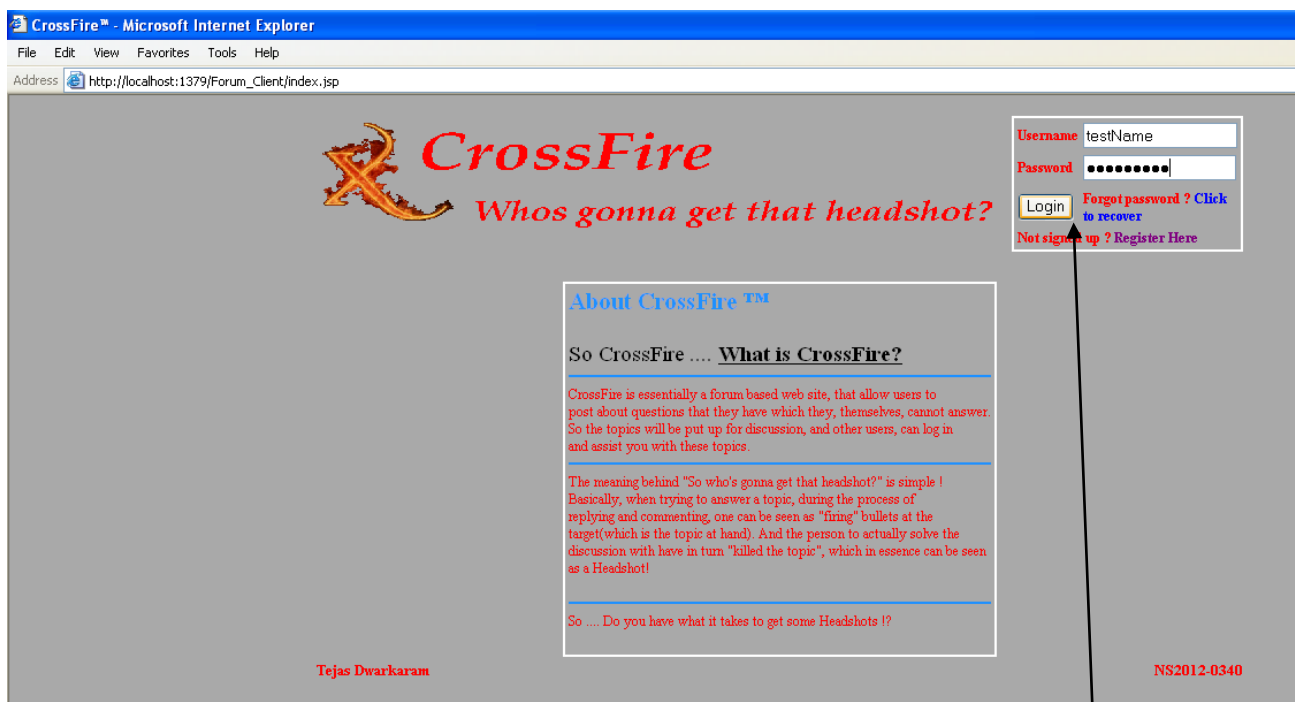 CrossFire™ - Microsoft Internet Explorer
File Edit View Favorites Tools Help
Address http://localhost:1379/Forum_Client/index.jsp
CrossFire
Whos gonna get that headshot?
Username testName
Password ●●●●●●●●●
Login Forgot password ? Click
to recover
Not signed up ? Register Here
About CrossFire ™
So CrossFire .... What is CrossFire?
CrossFire is essentially a forum based web site, that allow users to
post about questions that they have which they, themselves, cannot answer.
So the topics will be put up for discussion, and other users, can log in
and assist you with these topics.
The meaning behind "So who's gonna get that headshot?" is simple !
Basically, when trying to answer a topic, during the process of
replying and commenting, one can be seen as "firing" bullets at the
target(which is the topic at hand). And the person to actually solve the
discussion with have in turn "killed the topic", which in essence can be seen
as a Headshot!
So .... Do you have what it takes to get some Headshots !?
Tejas Dwarkaram
NS2012-0340